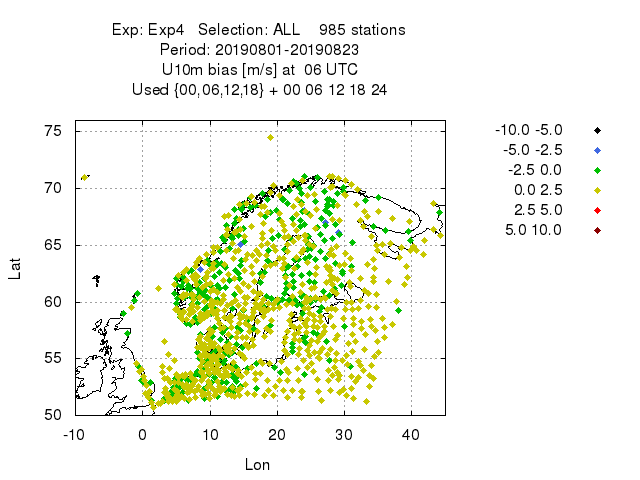 Exp: Exp4 Selection: ALL 985 stations
Period: 20190801-20190823
U10m bias [m/s] at 06 UTC
Used {00,06,12,18} + 00 06 12 18 24
-10.0 -5.0
-5.0 -2.5
-2.5 0.0
0.0 2.5
2.5 5.0
5.0 10.0
75
70
65
60
55
50
Lat
-10 0 10 20 30 40
Lon